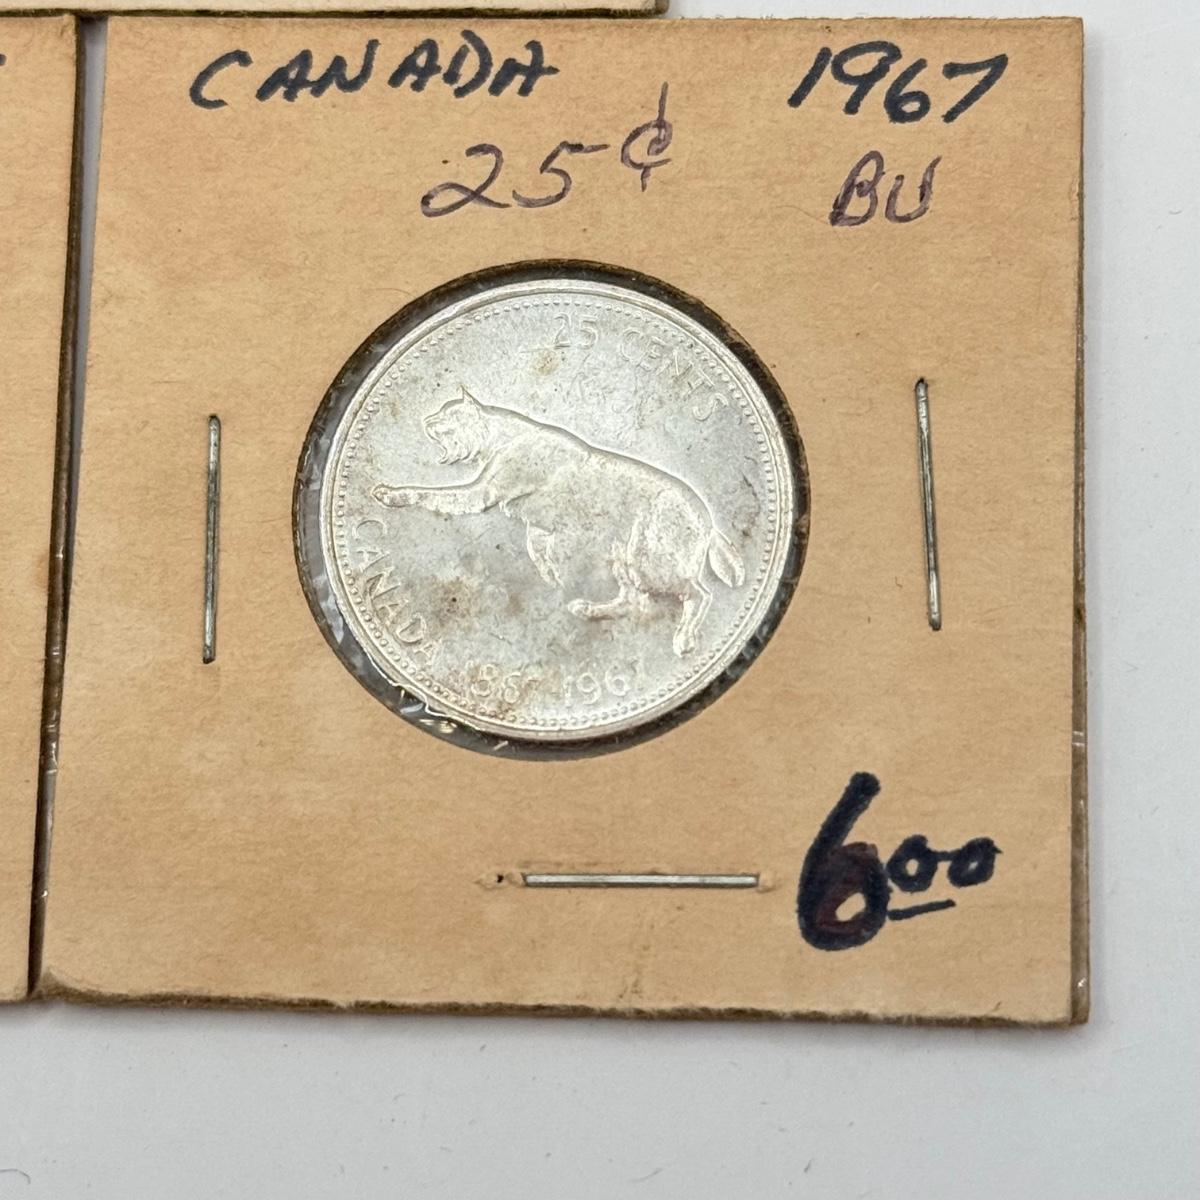 CANADA 1967
25¢ BU
25 CENTS
CANADA
1867-1967
6.00